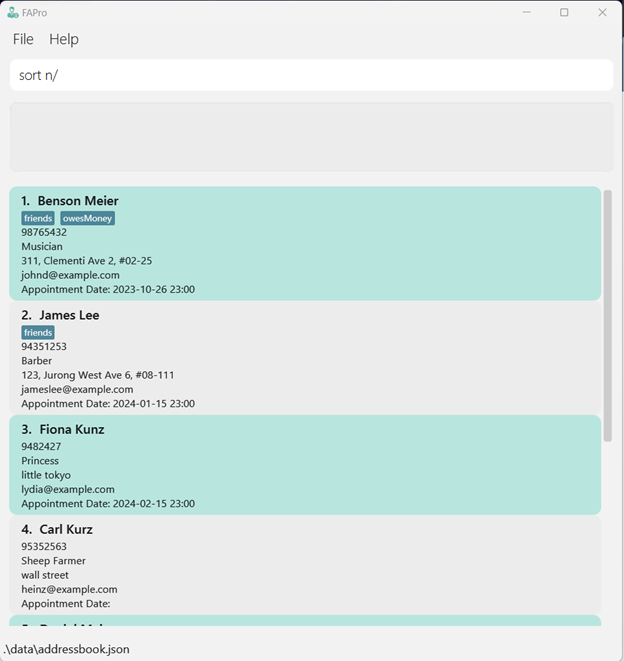 FAPro
File Help
sort n/
1. Benson Meier
friends owesMoney
98765432
Musician
311, Clementi Ave 2, #02-25
johnd@example.com
Appointment Date: 2023-10-26 23:00
2. James Lee
friends
94351253
Barber
123, Jurong West Ave 6, #08-111
jameslee@example.com
Appointment Date: 2024-01-15 23:00
3. Fiona Kunz
9482427
Princess
little tokyo
lydia@example.com
Appointment Date: 2024-02-15 23:00
4. Carl Kurz
95352563
Sheep Farmer
wall street
heinz@example.com
Appointment Date:
.\data\addressbook.json